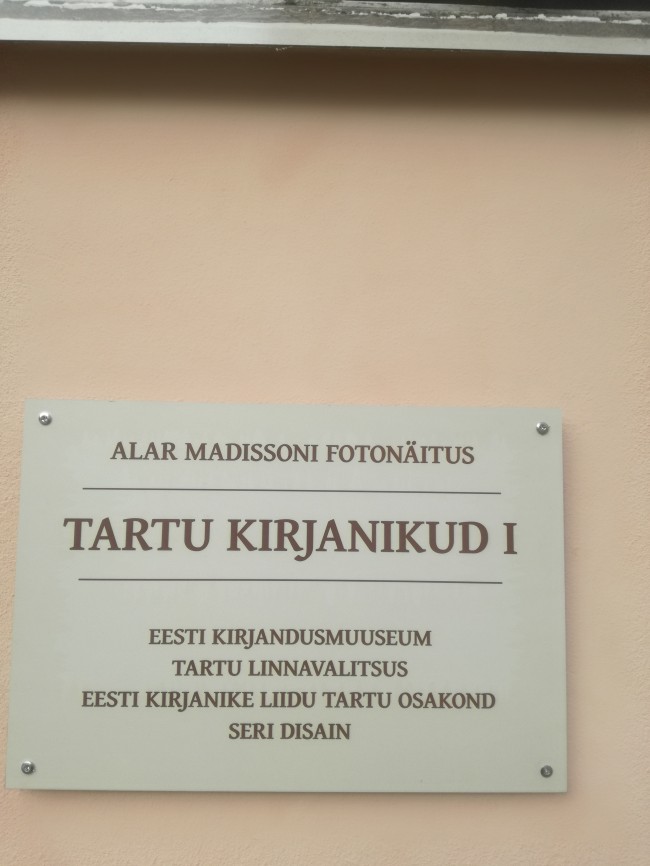 ALAR MADISSONI FOTONÄITUS
TARTU KIRJANIKUD I
EESTI KIRJANDUSMUUSEUM
TARTU LINNAVALITSUS
EESTI KIRJANIKE LIIDU TARTU OSAKOND
SERI DISAIN